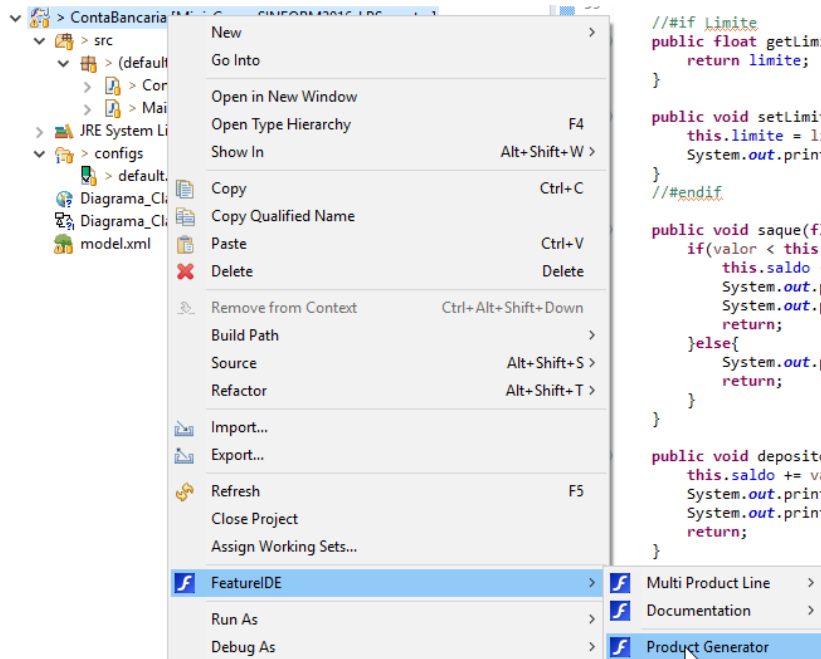 > ContaBancaria
> src
> (default
> Con
> Mai
JRE System Li
> configs
> default.
Diagrama_Cla
Diagrama_Cla
model.xml
New
Go Into
Open in New Window
Open Type Hierarchy F4
Show In Alt+Shift+W >
Copy Ctrl+C
Copy Qualified Name
Paste Ctrl+V
Delete Delete
Remove from Context Ctrl+Alt+Shift+Down
Build Path
Source Alt+Shift+S >
Refactor Alt+Shift+T >
Import...
Export...
Refresh F5
Close Project
Assign Working Sets...
FeatureIDE
Run As
Debug As
Multi Product Line
Documentation
Product Generator
//#if Limite
public float getLimi
return limite;
}
public void setLimit
this.limite = l
System.out.print
}
//#endif
public void saque(fl
if(valor < this
this.saldo
System.out.p
System.out.p
return;
}else{
System.out.p
return;
}
}
public void deposito
this.saldo += va
System.out.print
System.out.print
return;
}